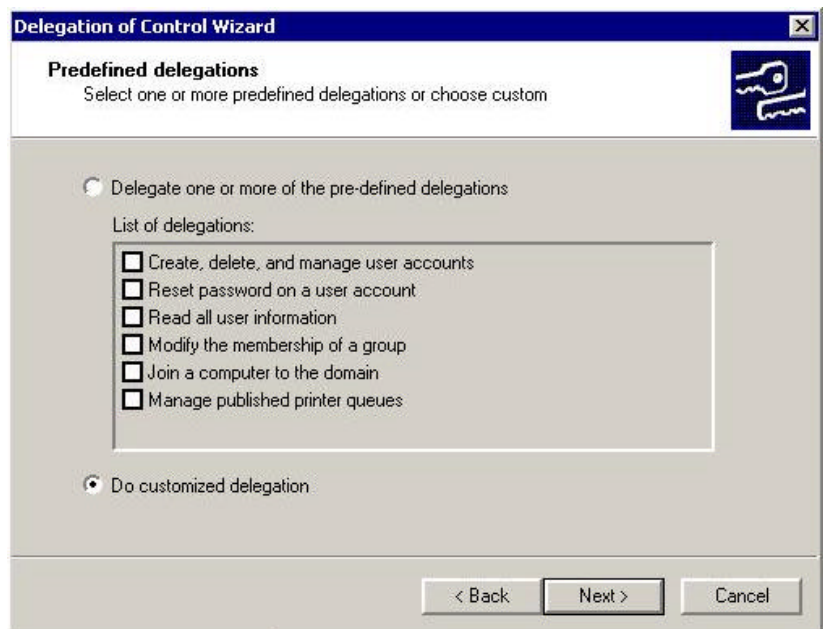 Delegation of Control Wizard
Predefined delegations
Select one or more predefined delegations or choose custom
Delegate one or more of the pre-defined delegations
List of delegations:
Create, delete, and manage user accounts
Reset password on a user account
Read all user information
Modify the membership of a group
Join a computer to the domain
Manage published printer queues
Do customized delegation
< Back Next > Cancel